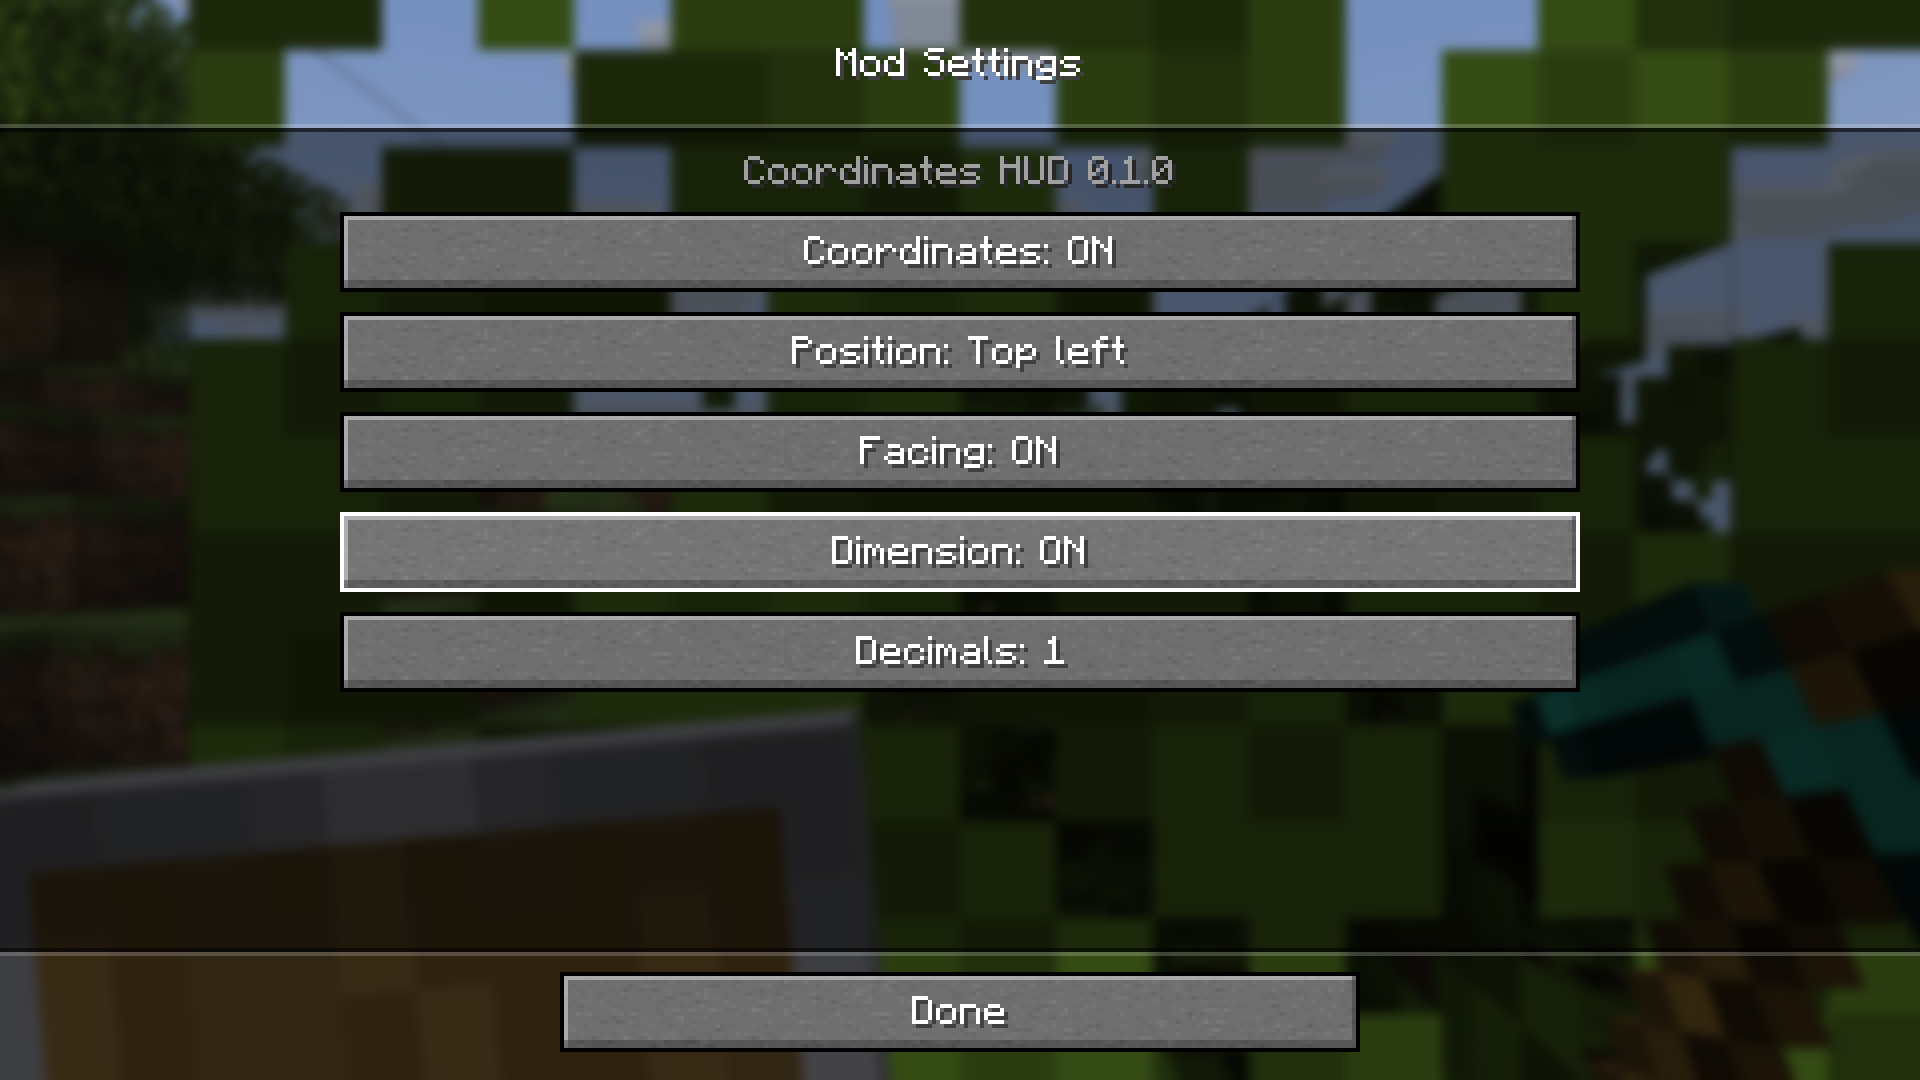 Mod Settings
Coordinates HUD 0.1.0
Coordinates: ON
Position: Top left
Facing: ON
Dimension: ON
Decimals: 1
Done